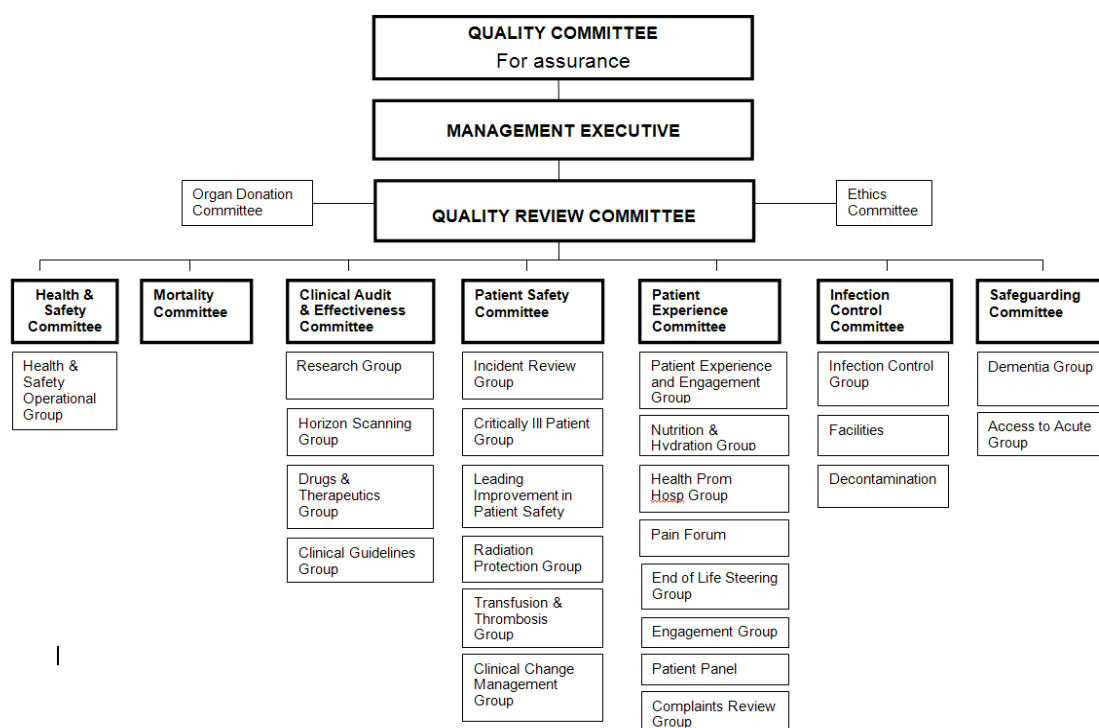 QUALITY COMMITTEE
For assurance
MANAGEMENT EXECUTIVE
Organ Donation
Committee
QUALITY REVIEW COMMITTEE
Ethics
Committee
Health &
Safety
Committee
Mortality
Committee
Clinical Audit
& Effectiveness
Committee
Patient Safety
Committee
Patient
Experience
Committee
Infection
Control
Committee
Safeguarding
Committee
Health &
Safety
Operational
Group
Research Group
Horizon Scanning
Group
Drugs &
Therapeutics
Group
Clinical Guidelines
Group
Incident Review
Group
Critically Ill Patient
Group
Leading
Improvement in
Patient Safety
Radiation
Protection Group
Transfusion &
Thrombosis
Group
Clinical Change
Management
Group
Patient Experience
and Engagement
Group
Nutrition &
Hydration Group
Health Prom
Hosp Group
Pain Forum
End of Life Steering
Group
Engagement Group
Patient Panel
Complaints Review
Group
Infection Control
Group
Facilities
Decontamination
Dementia Group
Access to Acute
Group